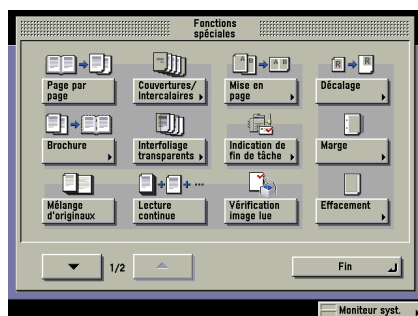 Fonctions
spéciales
Page par
page
Couvertures/
Intercalaires
Mise en
page
Décalage
Brochure
Interfoliage
transparents
Indication de
fin de tâche
Marge
Mélange
d'originaux
Lecture
continue
Vérification
image lue
Effacement
1/2
Fin
Moniteur syst.